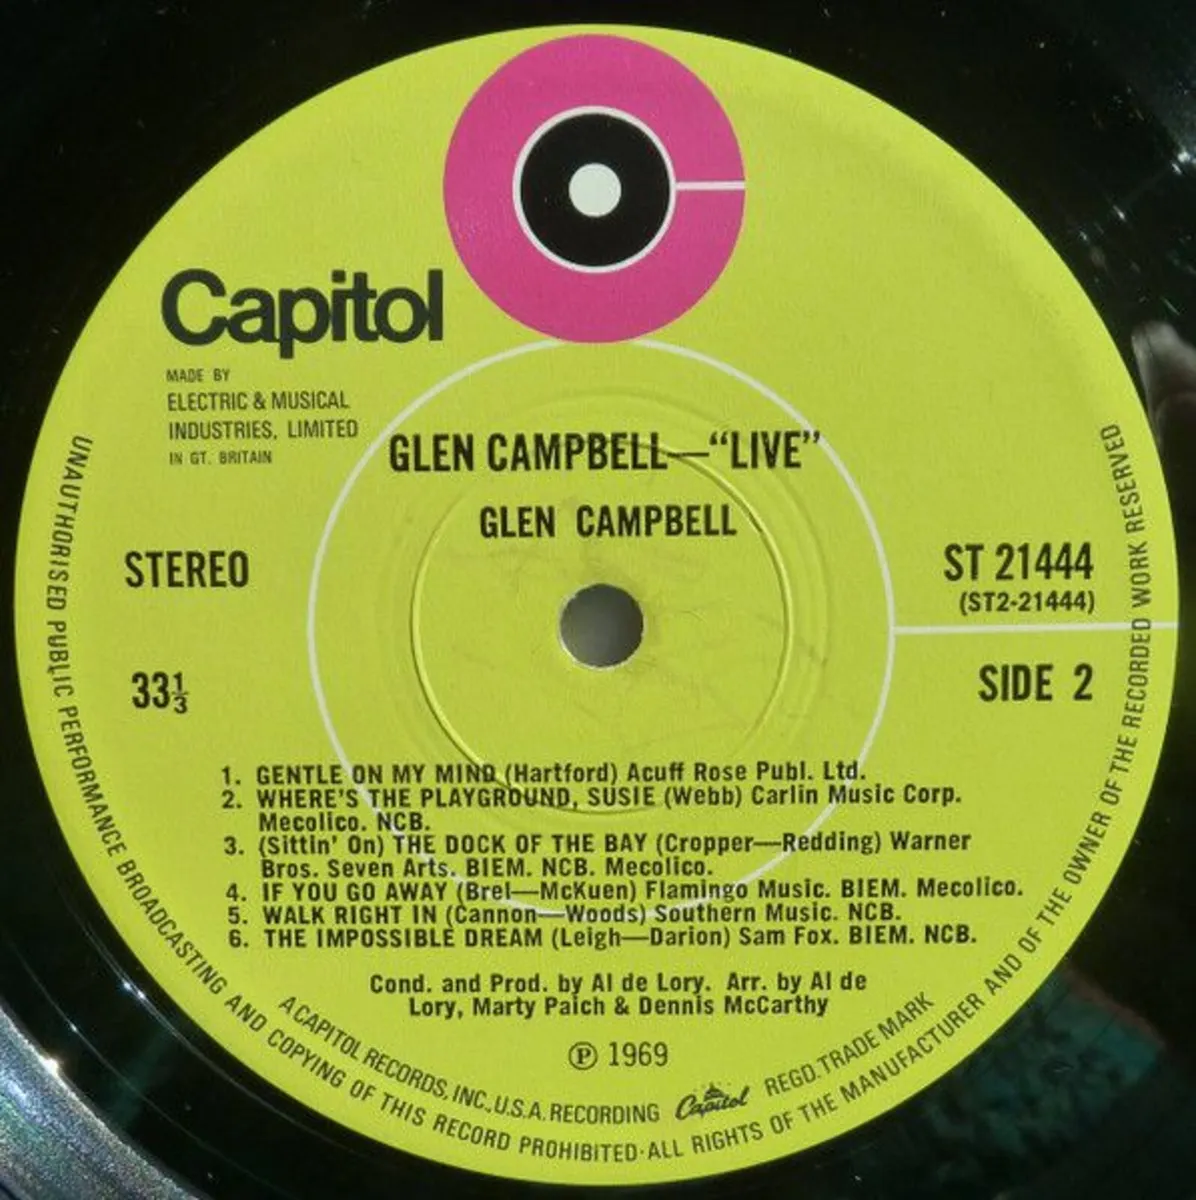 Capitol
MADE BY
ELECTRIC & MUSICAL
INDUSTRIES, LIMITED
IN GT. BRITAIN
GLEN CAMPBELL—“LIVE”
GLEN CAMPBELL
STEREO
ST 21444
(ST2-21444)
33⅓
SIDE 2
1. GENTLE ON MY MIND (Hartford) Acuff Rose Publ. Ltd.
2. WHERE'S THE PLAYGROUND, SUSIE (Webb) Carlin Music Corp.
Mecolico. NCB.
3. (Sittin' On) THE DOCK OF THE BAY (Cropper—Redding) Warner
Bros. Seven Arts. BIEM. NCB. Mecolico.
4. IF YOU GO AWAY (Brel—McKuen) Flamingo Music. BIEM. Mecolico.
5. WALK RIGHT IN (Cannon—Woods) Southern Music. NCB.
6. THE IMPOSSIBLE DREAM (Leigh—Darion) Sam Fox. BIEM. NCB.
Cond. and Prod. by Al de Lory. Arr. by Al de
Lory, Marty Paich & Dennis McCarthy
Ⓟ 1969
A CAPITOL RECORDS, INC., U.S.A. RECORDING Capitol REGD. TRADE MARK
UNAUTHORISED PUBLIC PERFORMANCE BROADCASTING AND COPYING OF THIS RECORD PROHIBITED·ALL RIGHTS OF THE MANUFACTURER AND OF THE OWNER OF THE RECORDED WORK RESERVED